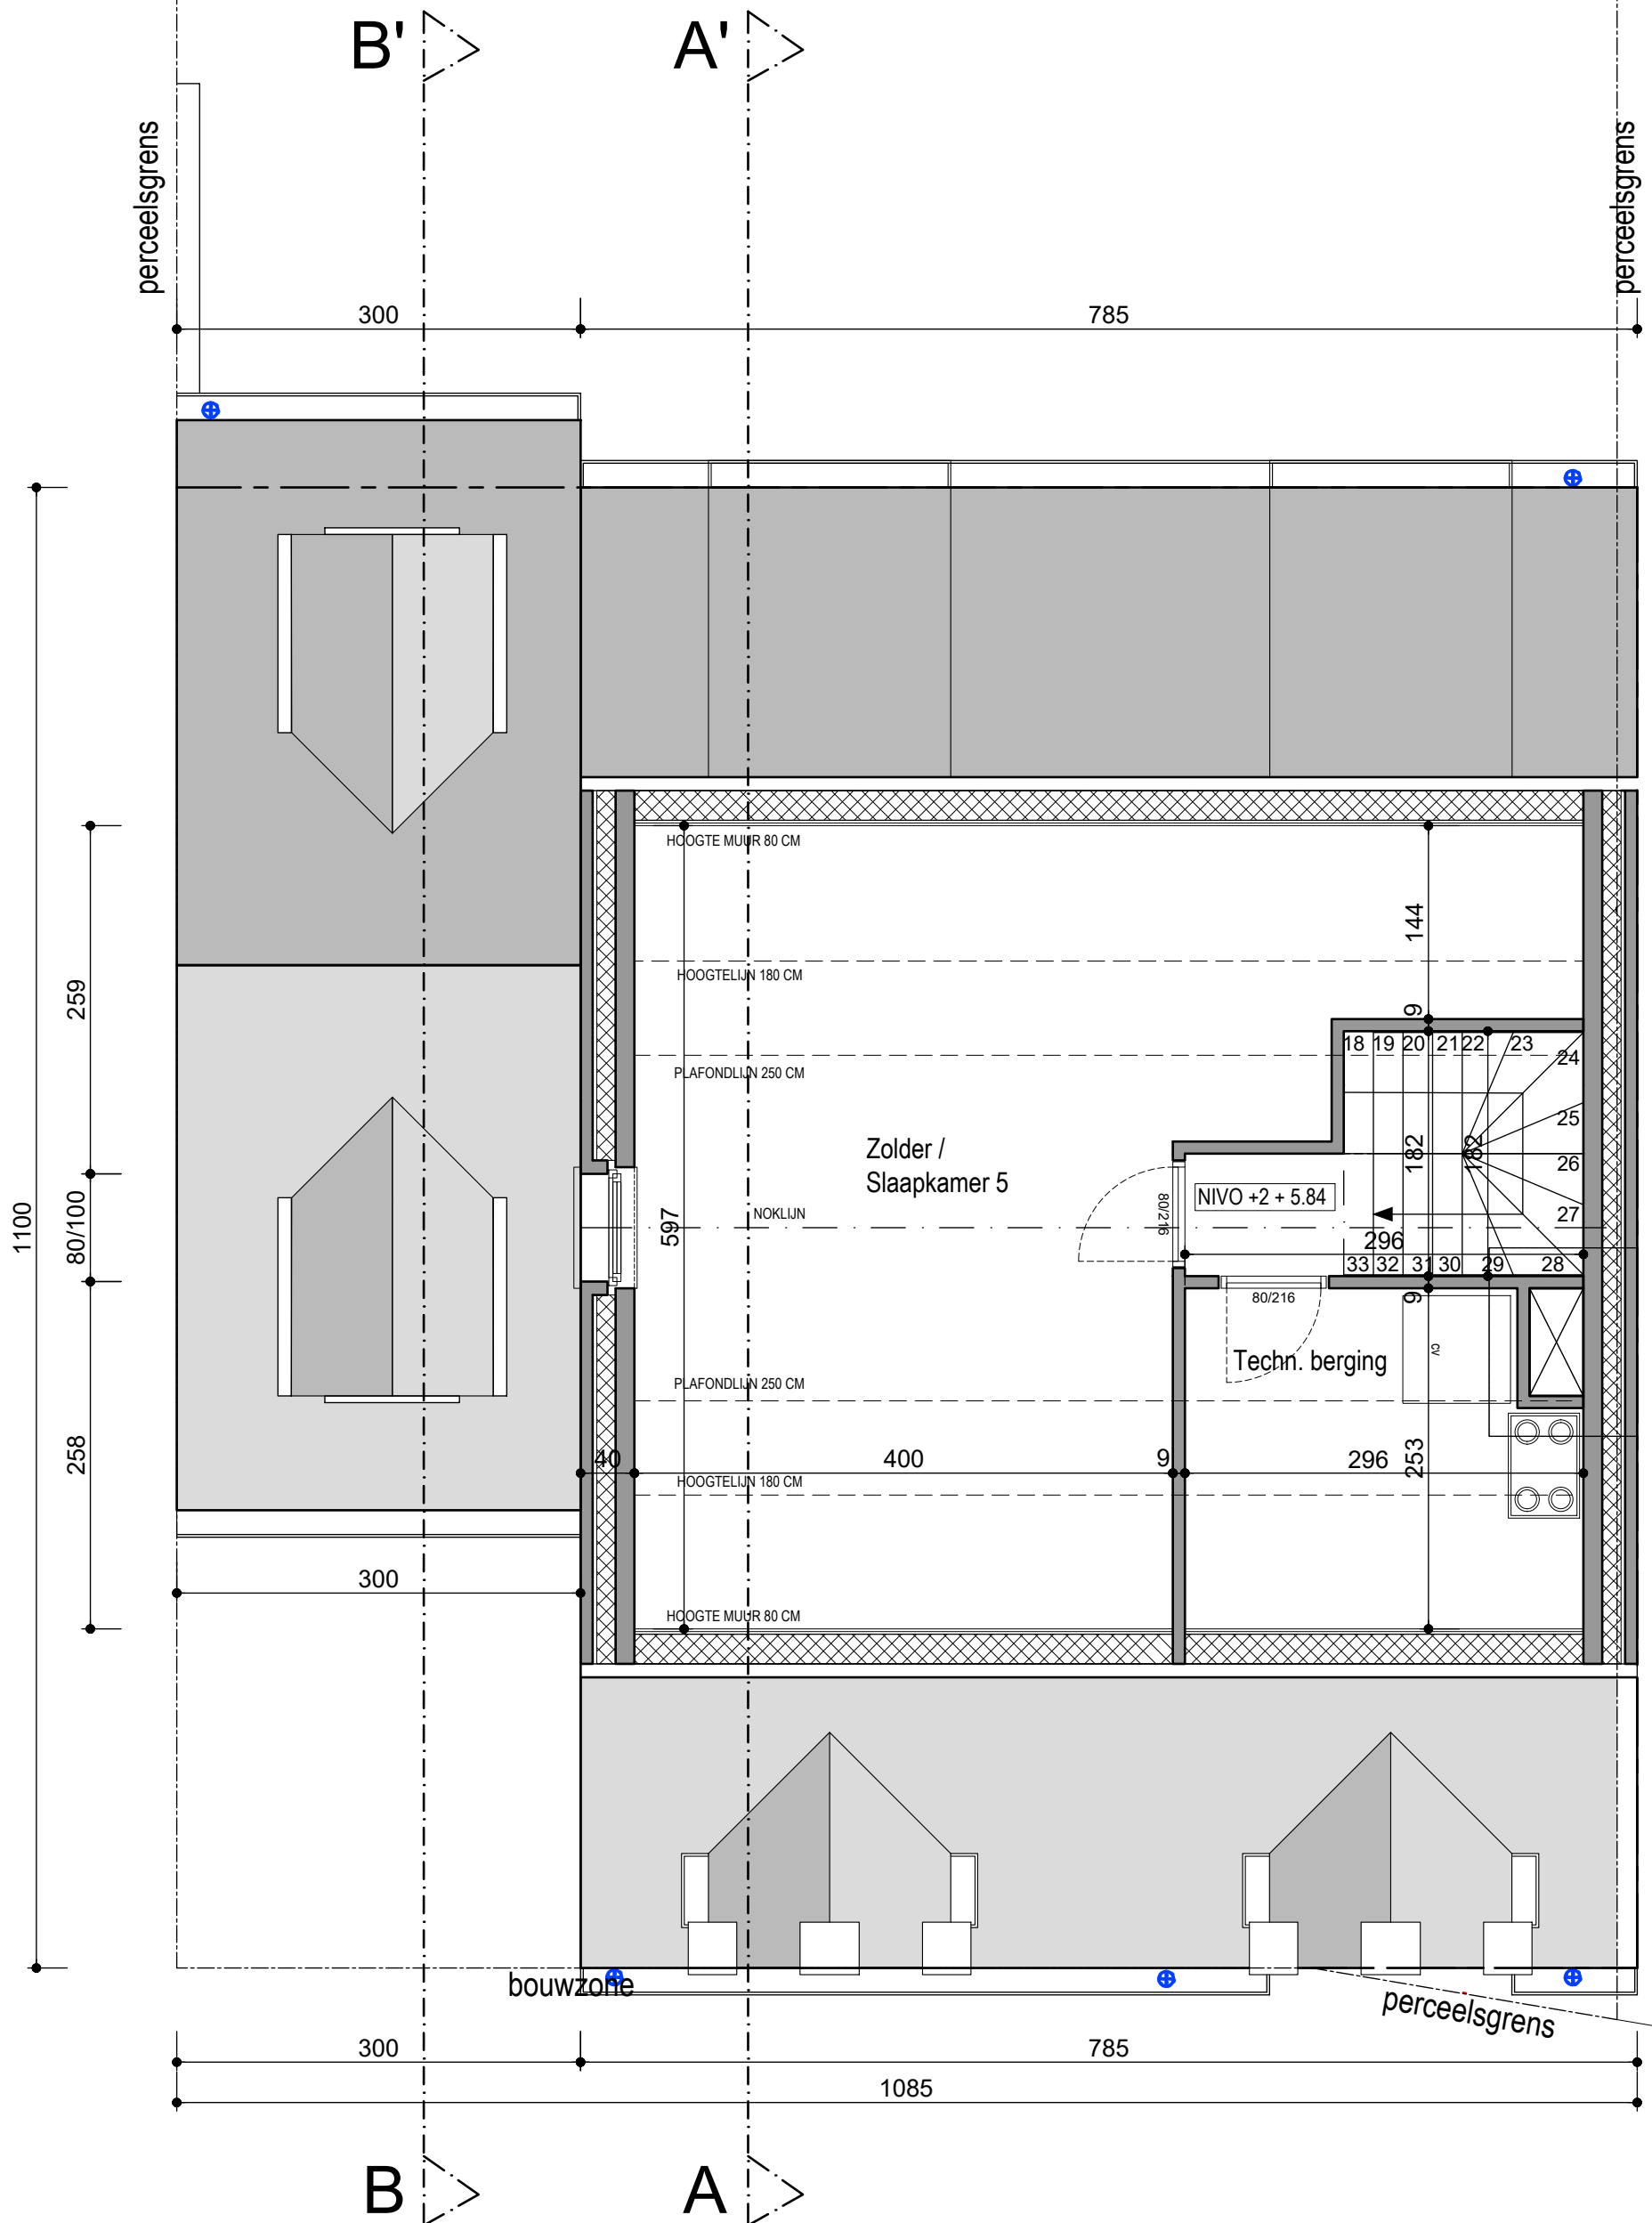 B'
A'
perceelsgrens
perceelsgrens
300
785
HOOGTE MUUR 80 CM
144
HOOGTELIJN 180 CM
259
9
18 19 20 21 22 23
24
PLAFONDLIJN 250 CM
25
Zolder /
Slaapkamer 5
182
182
26
NIVO +2 + 5.84
80/216
27
NOKLIJN
1100
80/100
597
296
33 32 31 30 29 28
9
80/216
cv
Techn. berging
PLAFONDLIJN 250 CM
258
40
400
9
296
253
HOOGTELIJN 180 CM
300
HOOGTE MUUR 80 CM
bouwzone
perceelsgrens
300
785
1085
B
A